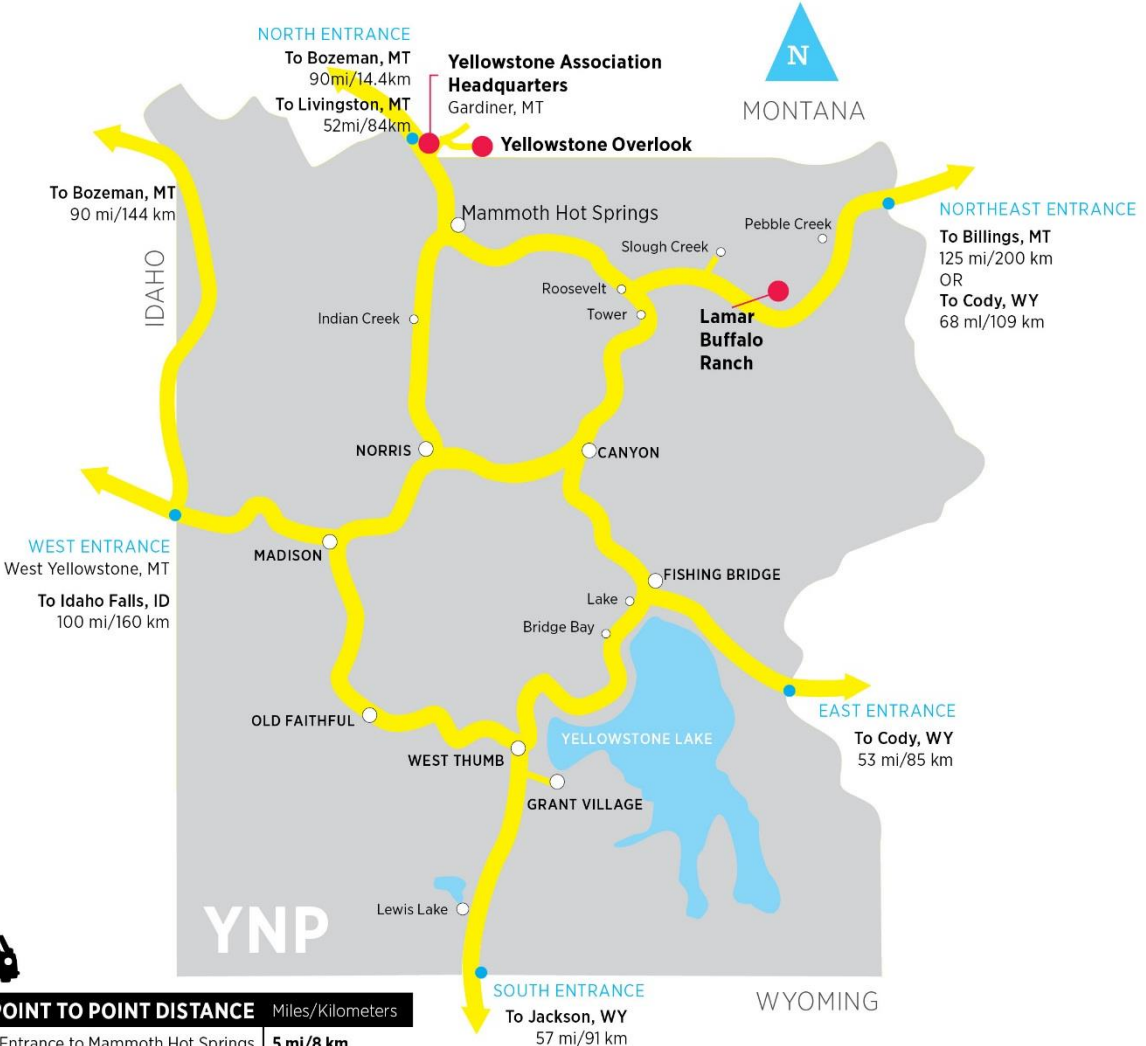 NORTH ENTRANCE
To Bozeman, MT
90mi/14.4km
To Livingston, MT
52mi/84km
Yellowstone Association
Headquarters
Gardiner, MT
Yellowstone Overlook
N
MONTANA
To Bozeman, MT
90 mi/144 km
IDAHO
Mammoth Hot Springs
Pebble Creek
Slough Creek
NORTHEAST ENTRANCE
To Billings, MT
125 mi/200 km
OR
To Cody, WY
68 ml/109 km
Roosevelt
Tower
Indian Creek
Lamar
Buffalo
Ranch
NORRIS
CANYON
WEST ENTRANCE
West Yellowstone, MT
To Idaho Falls, ID
100 mi/160 km
MADISON
FISHING BRIDGE
Lake
Bridge Bay
OLD FAITHFUL
WEST THUMB
YELLOWSTONE LAKE
EAST ENTRANCE
To Cody, WY
53 mi/85 km
GRANT VILLAGE
Lewis Lake
YNP
SOUTH ENTRANCE
To Jackson, WY
57 mi/91 km
WYOMING
POINT TO POINT DISTANCE Miles/Kilometers
Entrance to Mammoth Hot Springs 5 mi/8 km